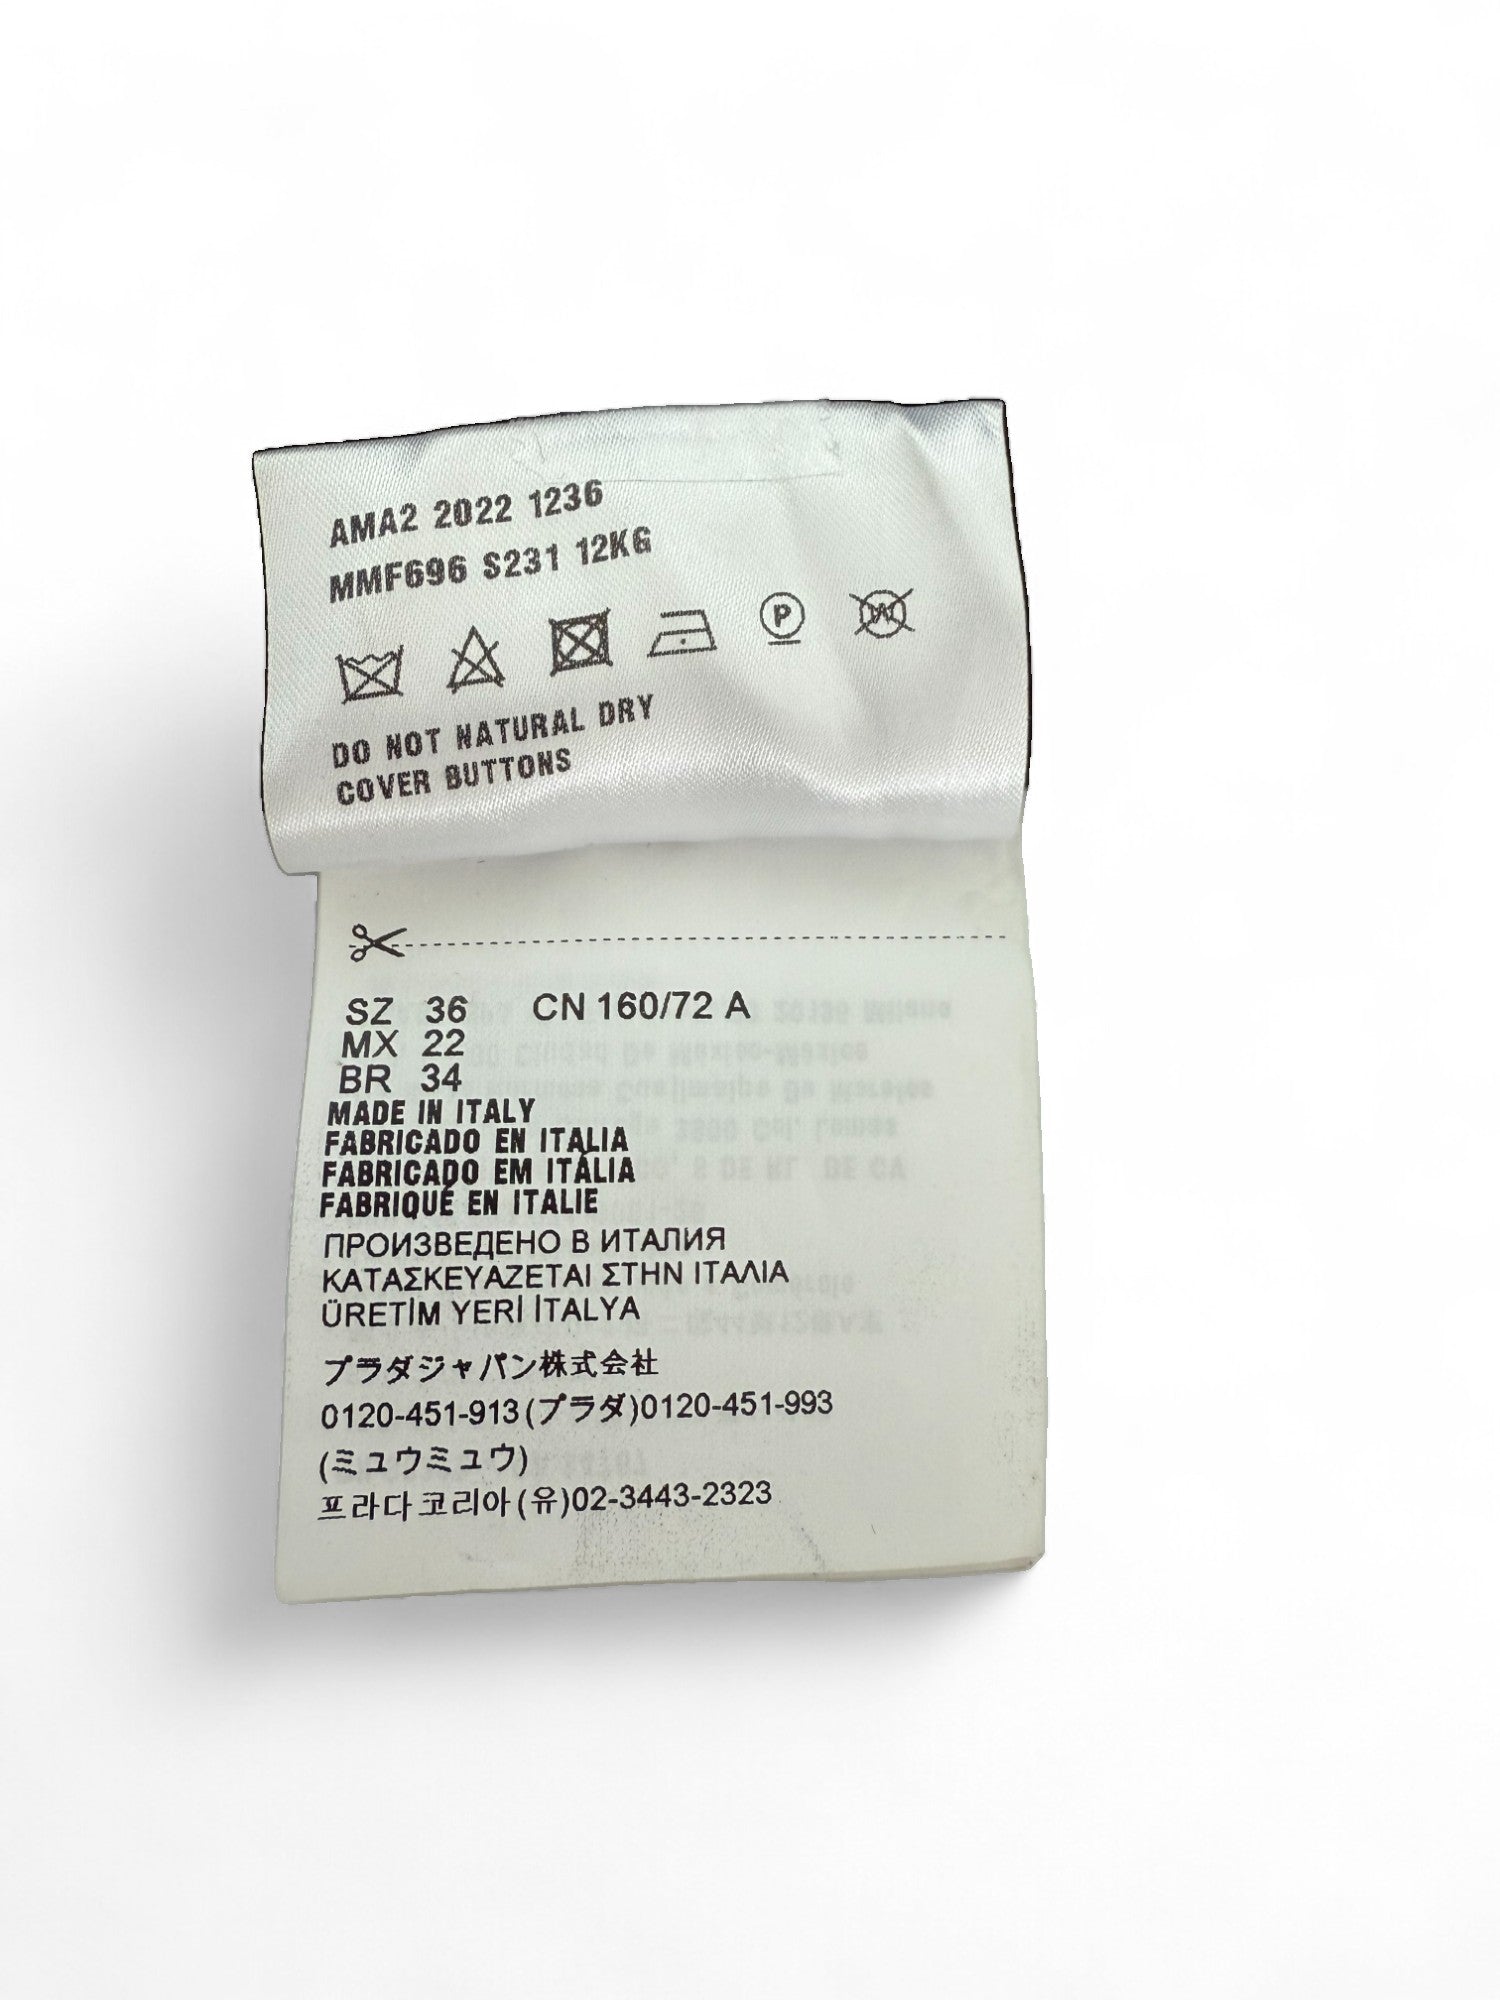 AMA2 2022 1236
MMF696 S231 12KG
P W
DO NOT NATURAL DRY
COVER BUTTONS
SZ 36 CN 160/72 A
MX 22
BR 34
MADE IN ITALY
FABRICADO EN ITALIA
FABRICADO EM ITÁLIA
FABRIQUÉ EN ITALIE
ПРОИЗВЕДЕНО В ИТАЛИЯ
ΚΑΤΑΣΚΕΥΑΖΕΤΑΙ ΣΤΗΝ ΙΤΑΛΙΑ
ÜRETİM YERİ İTALYA
プラダジャパン株式会社
0120-451-913(プラダ)0120-451-993
(ミュウミュウ)
프라다코리아(유)02-3443-2323